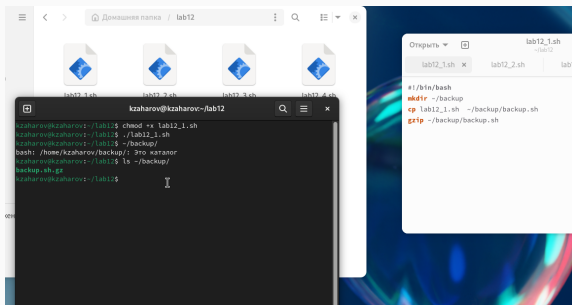 Домашняя папка / lab12
lab12_1.sh
lab12_2.sh
lab12_3.sh
lab12_4.sh
kzaharov@kzaharov:~/lab12
kzaharov@kzaharov:~/lab12$ chmod +x lab12_1.sh
kzaharov@kzaharov:~/lab12$ ./lab12_1.sh
kzaharov@kzaharov:~/lab12$ ~/backup/
bash: /home/kzaharov/backup/: Это каталог
kzaharov@kzaharov:~/lab12$ ls ~/backup/
backup.sh.gz
kzaharov@kzaharov:~/lab12$
Открыть
lab12_1.sh
~/lab12
lab12_1.sh
lab12_2.sh
lab
#!/bin/bash
mkdir ~/backup
cp lab12_1.sh ~/backup/backup.sh
gzip ~/backup/backup.sh